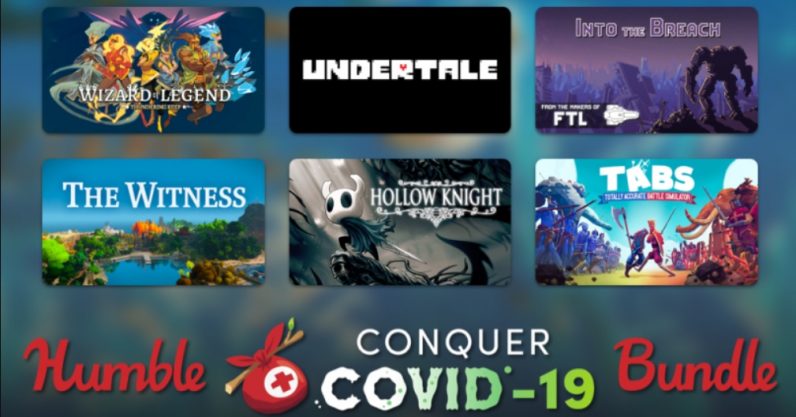 WIZARD of LEGEND
UNDERTALE
INTO THE BREACH
FROM THE MAKERS OF
FTL
THE WITNESS
HOLLOW KNIGHT
TABS
TOTALLY ACCURATE BATTLE SIMULATOR
Humble
CONQUER
COVID-19
Bundle